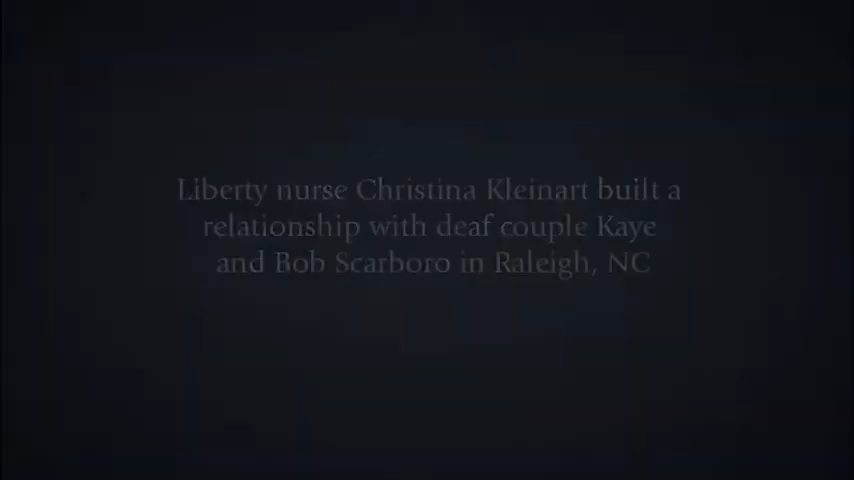 Liberty nurse Christina Kleinart built a
relationship with deaf couple Kaye
and Bob Scarboro in Raleigh, NC